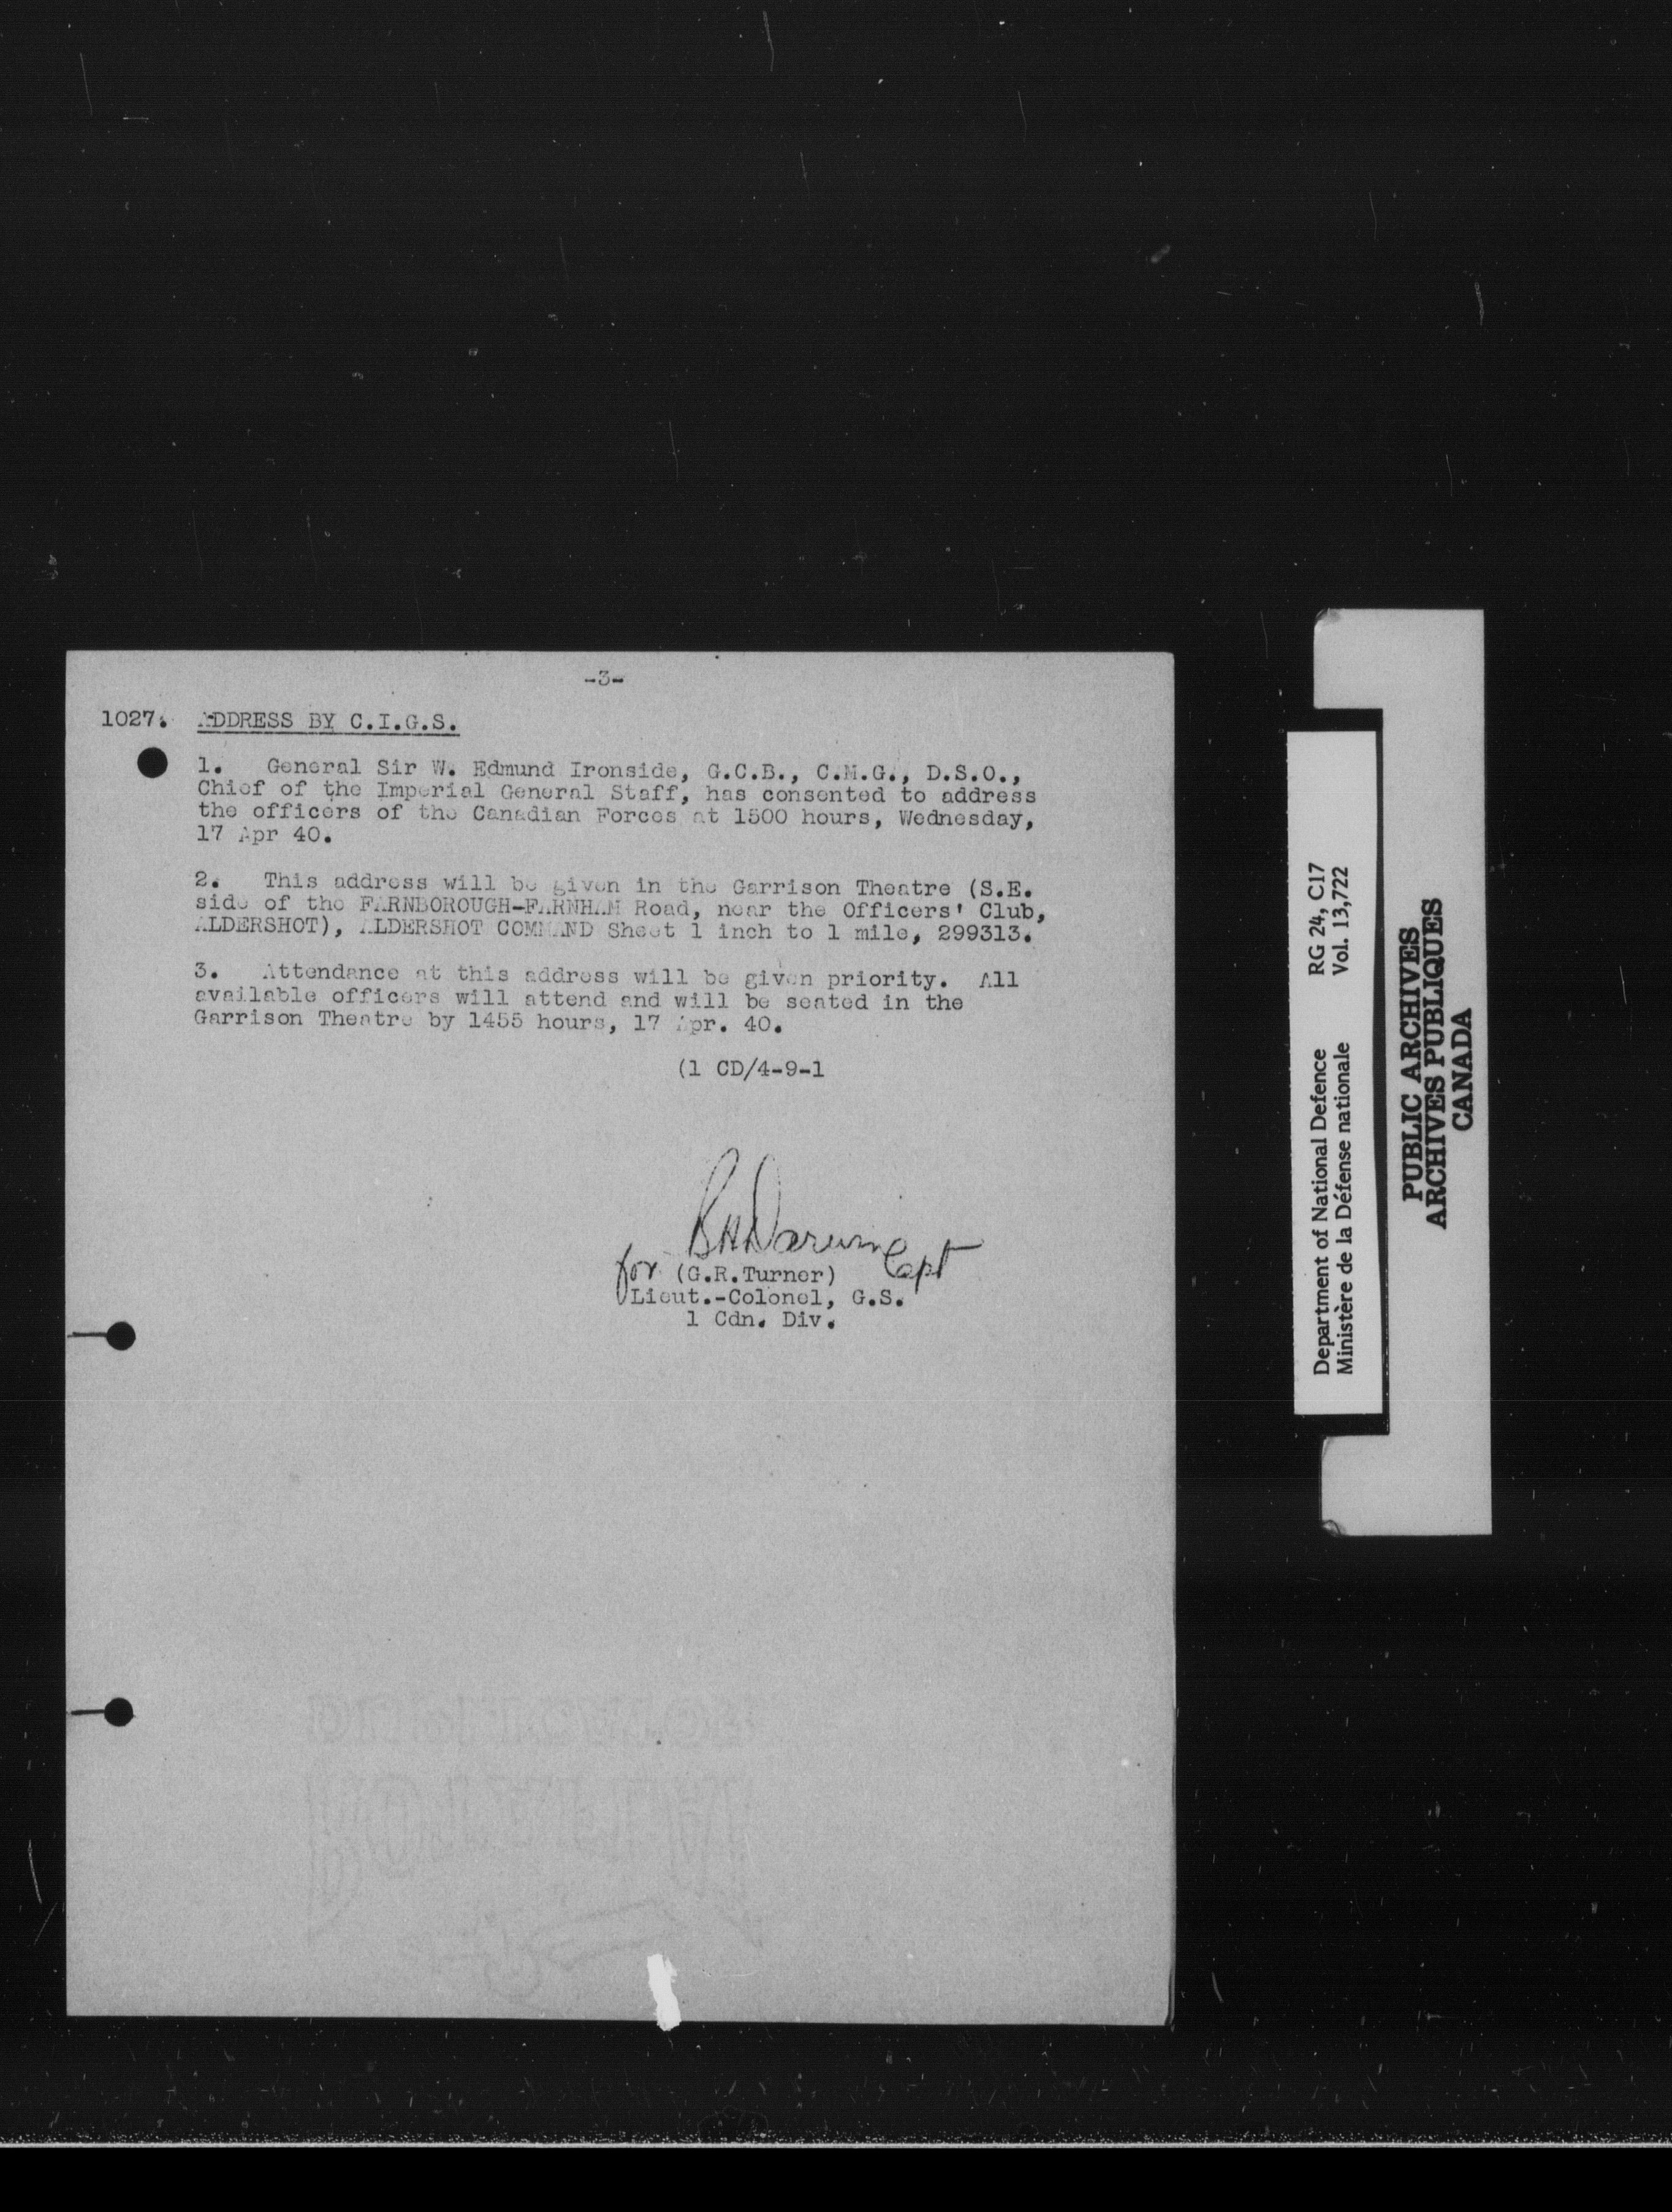 -3-
1027. ADDRESS BY C.I.G.S.
1. General Sir W. Edmund Ironside, G.C.B., C.M.G., D.S.O.,
Chief of the Imperial General Staff, has consented to address
the officers of the Canadian Forces at 1500 hours, Wednesday,
17 Apr 40.
2. This address will be given in the Garrison Theatre (S.E.
side of the FARNBOROUGH-FARNHAM Road, near the Officers' Club,
ALDERSHOT), ALDERSHOT COMMAND Sheet 1 inch to 1 mile, 299313.
3. Attendance at this address will be given priority. All
available officers will attend and will be seated in the
Garrison Theatre by 1455 hours, 17 Apr. 40.
(1 CD/4-9-1
Capt
for (G.R.Turner)
Lieut.-Colonel, G.S.
1 Cdn. Div.
Department of National Defence RG 24, C17
Ministère de la Défense nationale Vol. 13,722
PUBLIC ARCHIVES
ARCHIVES PUBLIQUES
CANADA